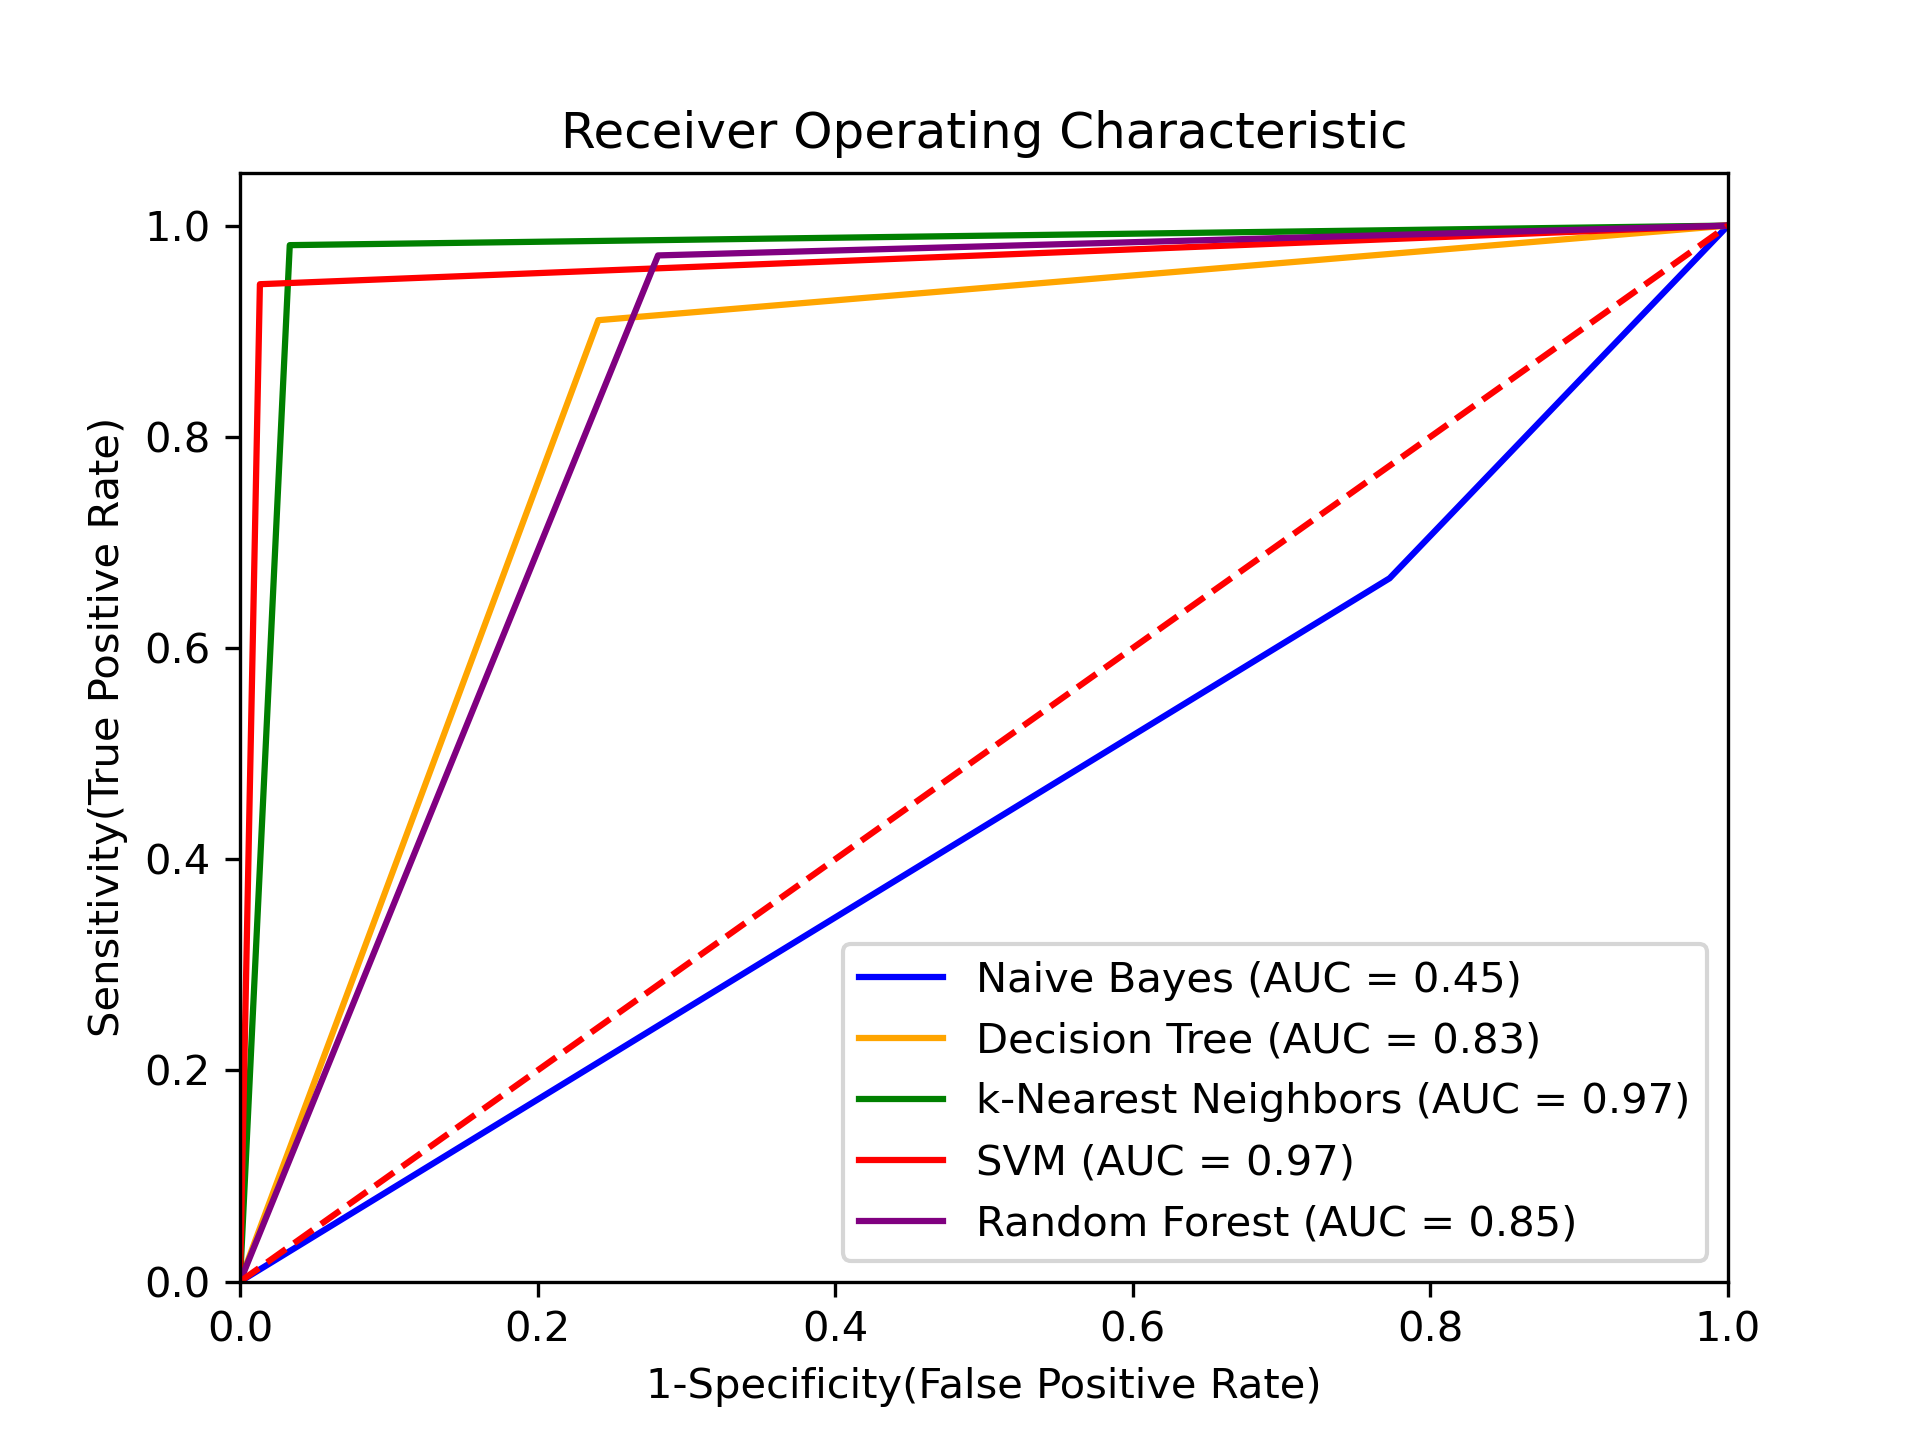 Receiver Operating Characteristic
Sensitivity(True Positive Rate)
1.0
0.8
0.6
0.4
0.2
0.0
Naive Bayes (AUC = 0.45)
Decision Tree (AUC = 0.83)
k-Nearest Neighbors (AUC = 0.97)
SVM (AUC = 0.97)
Random Forest (AUC = 0.85)
0.0 0.2 0.4 0.6 0.8 1.0
1-Specificity(False Positive Rate)